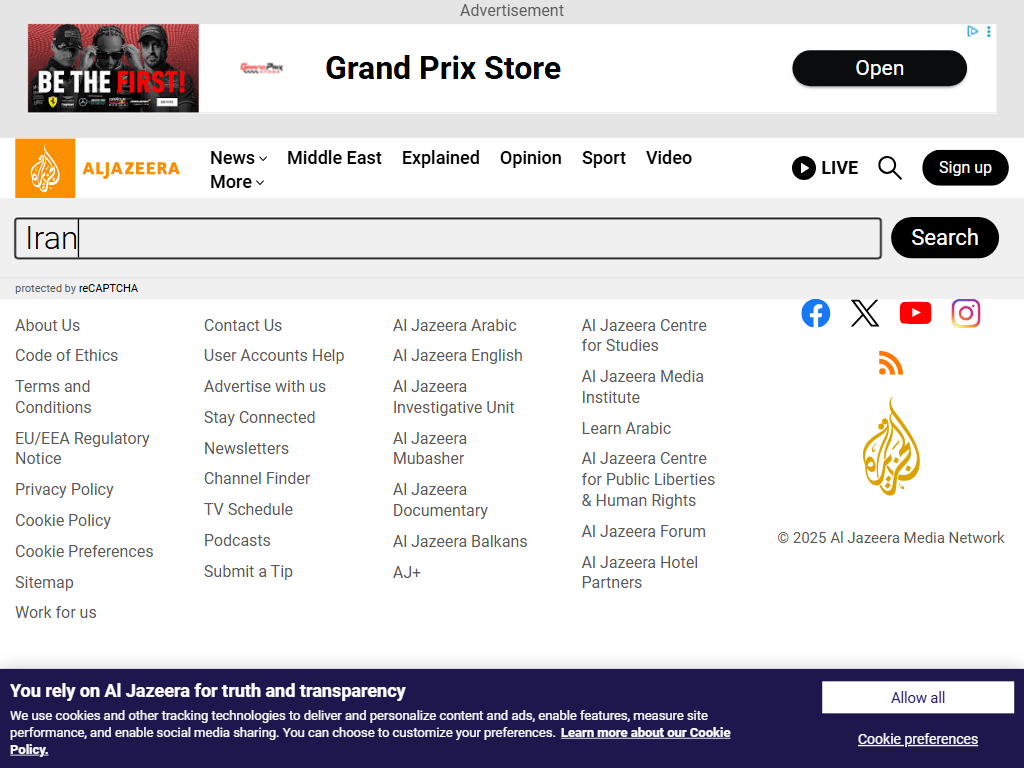 Advertisement
BE THE FIRST!
Grand Prix Store
Open
ALJAZEERA
News
Middle East
Explained
Opinion
Sport
Video
More
LIVE
Sign up
Iran
Search
protected by reCAPTCHA
About Us
Code of Ethics
Terms and
Conditions
EU/EEA Regulatory
Notice
Privacy Policy
Cookie Policy
Cookie Preferences
Sitemap
Work for us
Contact Us
User Accounts Help
Advertise with us
Stay Connected
Newsletters
Channel Finder
TV Schedule
Podcasts
Submit a Tip
Al Jazeera Arabic
Al Jazeera English
Al Jazeera
Investigative Unit
Al Jazeera
Mubasher
Al Jazeera
Documentary
Al Jazeera Balkans
AJ+
Al Jazeera Centre
for Studies
Al Jazeera Media
Institute
Learn Arabic
Al Jazeera Centre
for Public Liberties
& Human Rights
Al Jazeera Forum
Al Jazeera Hotel
Partners
© 2025 Al Jazeera Media Network
You rely on Al Jazeera for truth and transparency
We use cookies and other tracking technologies to deliver and personalize content and ads, enable features, measure site
performance, and enable social media sharing. You can choose to customize your preferences. Learn more about our Cookie
Policy.
Allow all
Cookie preferences